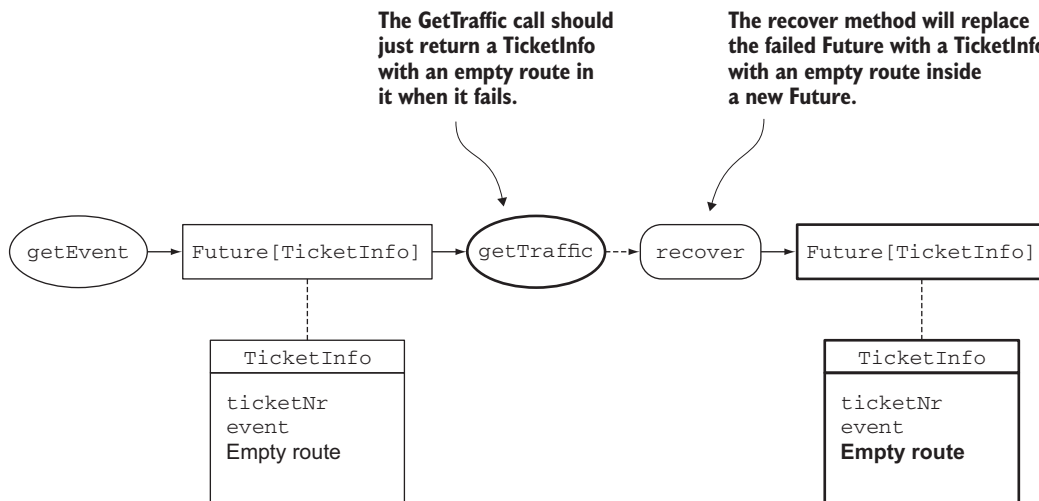 The GetTraffic call should
just return a TicketInfo
with an empty route in
it when it fails.
The recover method will replace
the failed Future with a TicketInfo
with an empty route inside
a new Future.
getEvent
Future[TicketInfo]
getTraffic
recover
Future[TicketInfo]
TicketInfo
ticketNr
event
Empty route
TicketInfo
ticketNr
event
Empty route